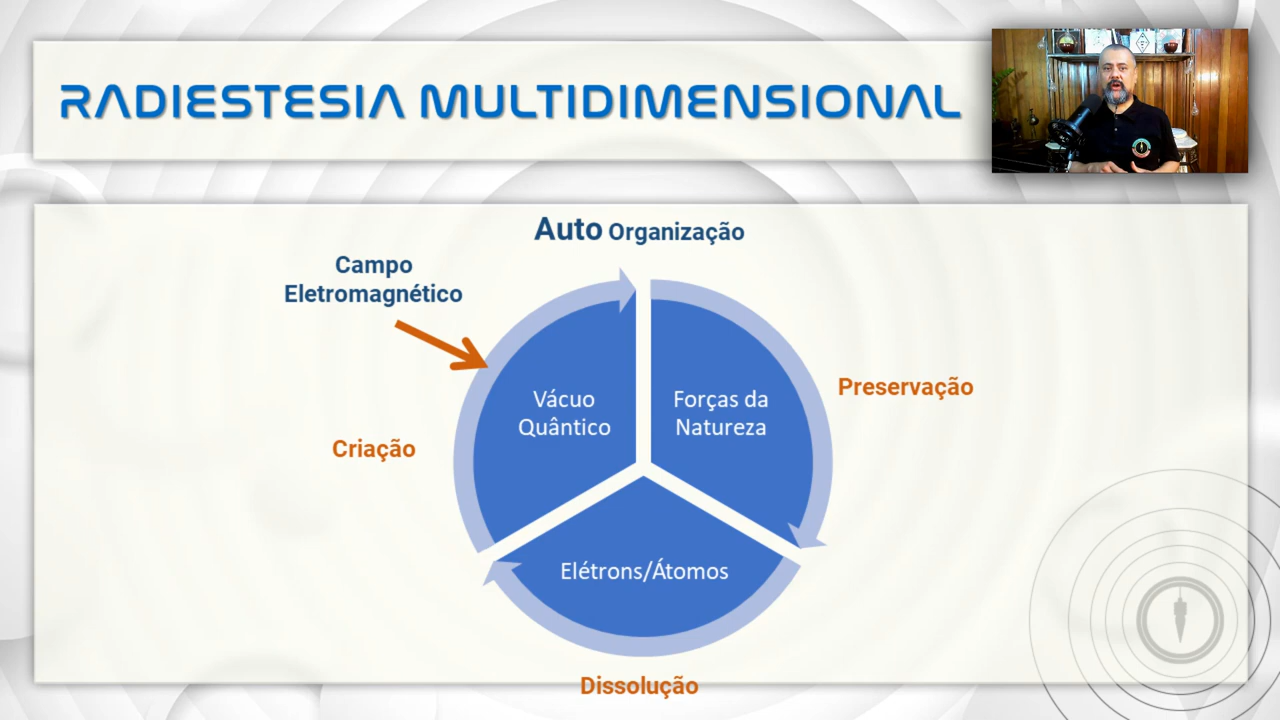 RADIESTESIA MULTIDIMENSIONAL
Auto Organização
Campo
Eletromagnético
Vácuo
Quântico
Forças da
Natureza
Preservação
Criação
Elétrons/Átomos
Dissolução